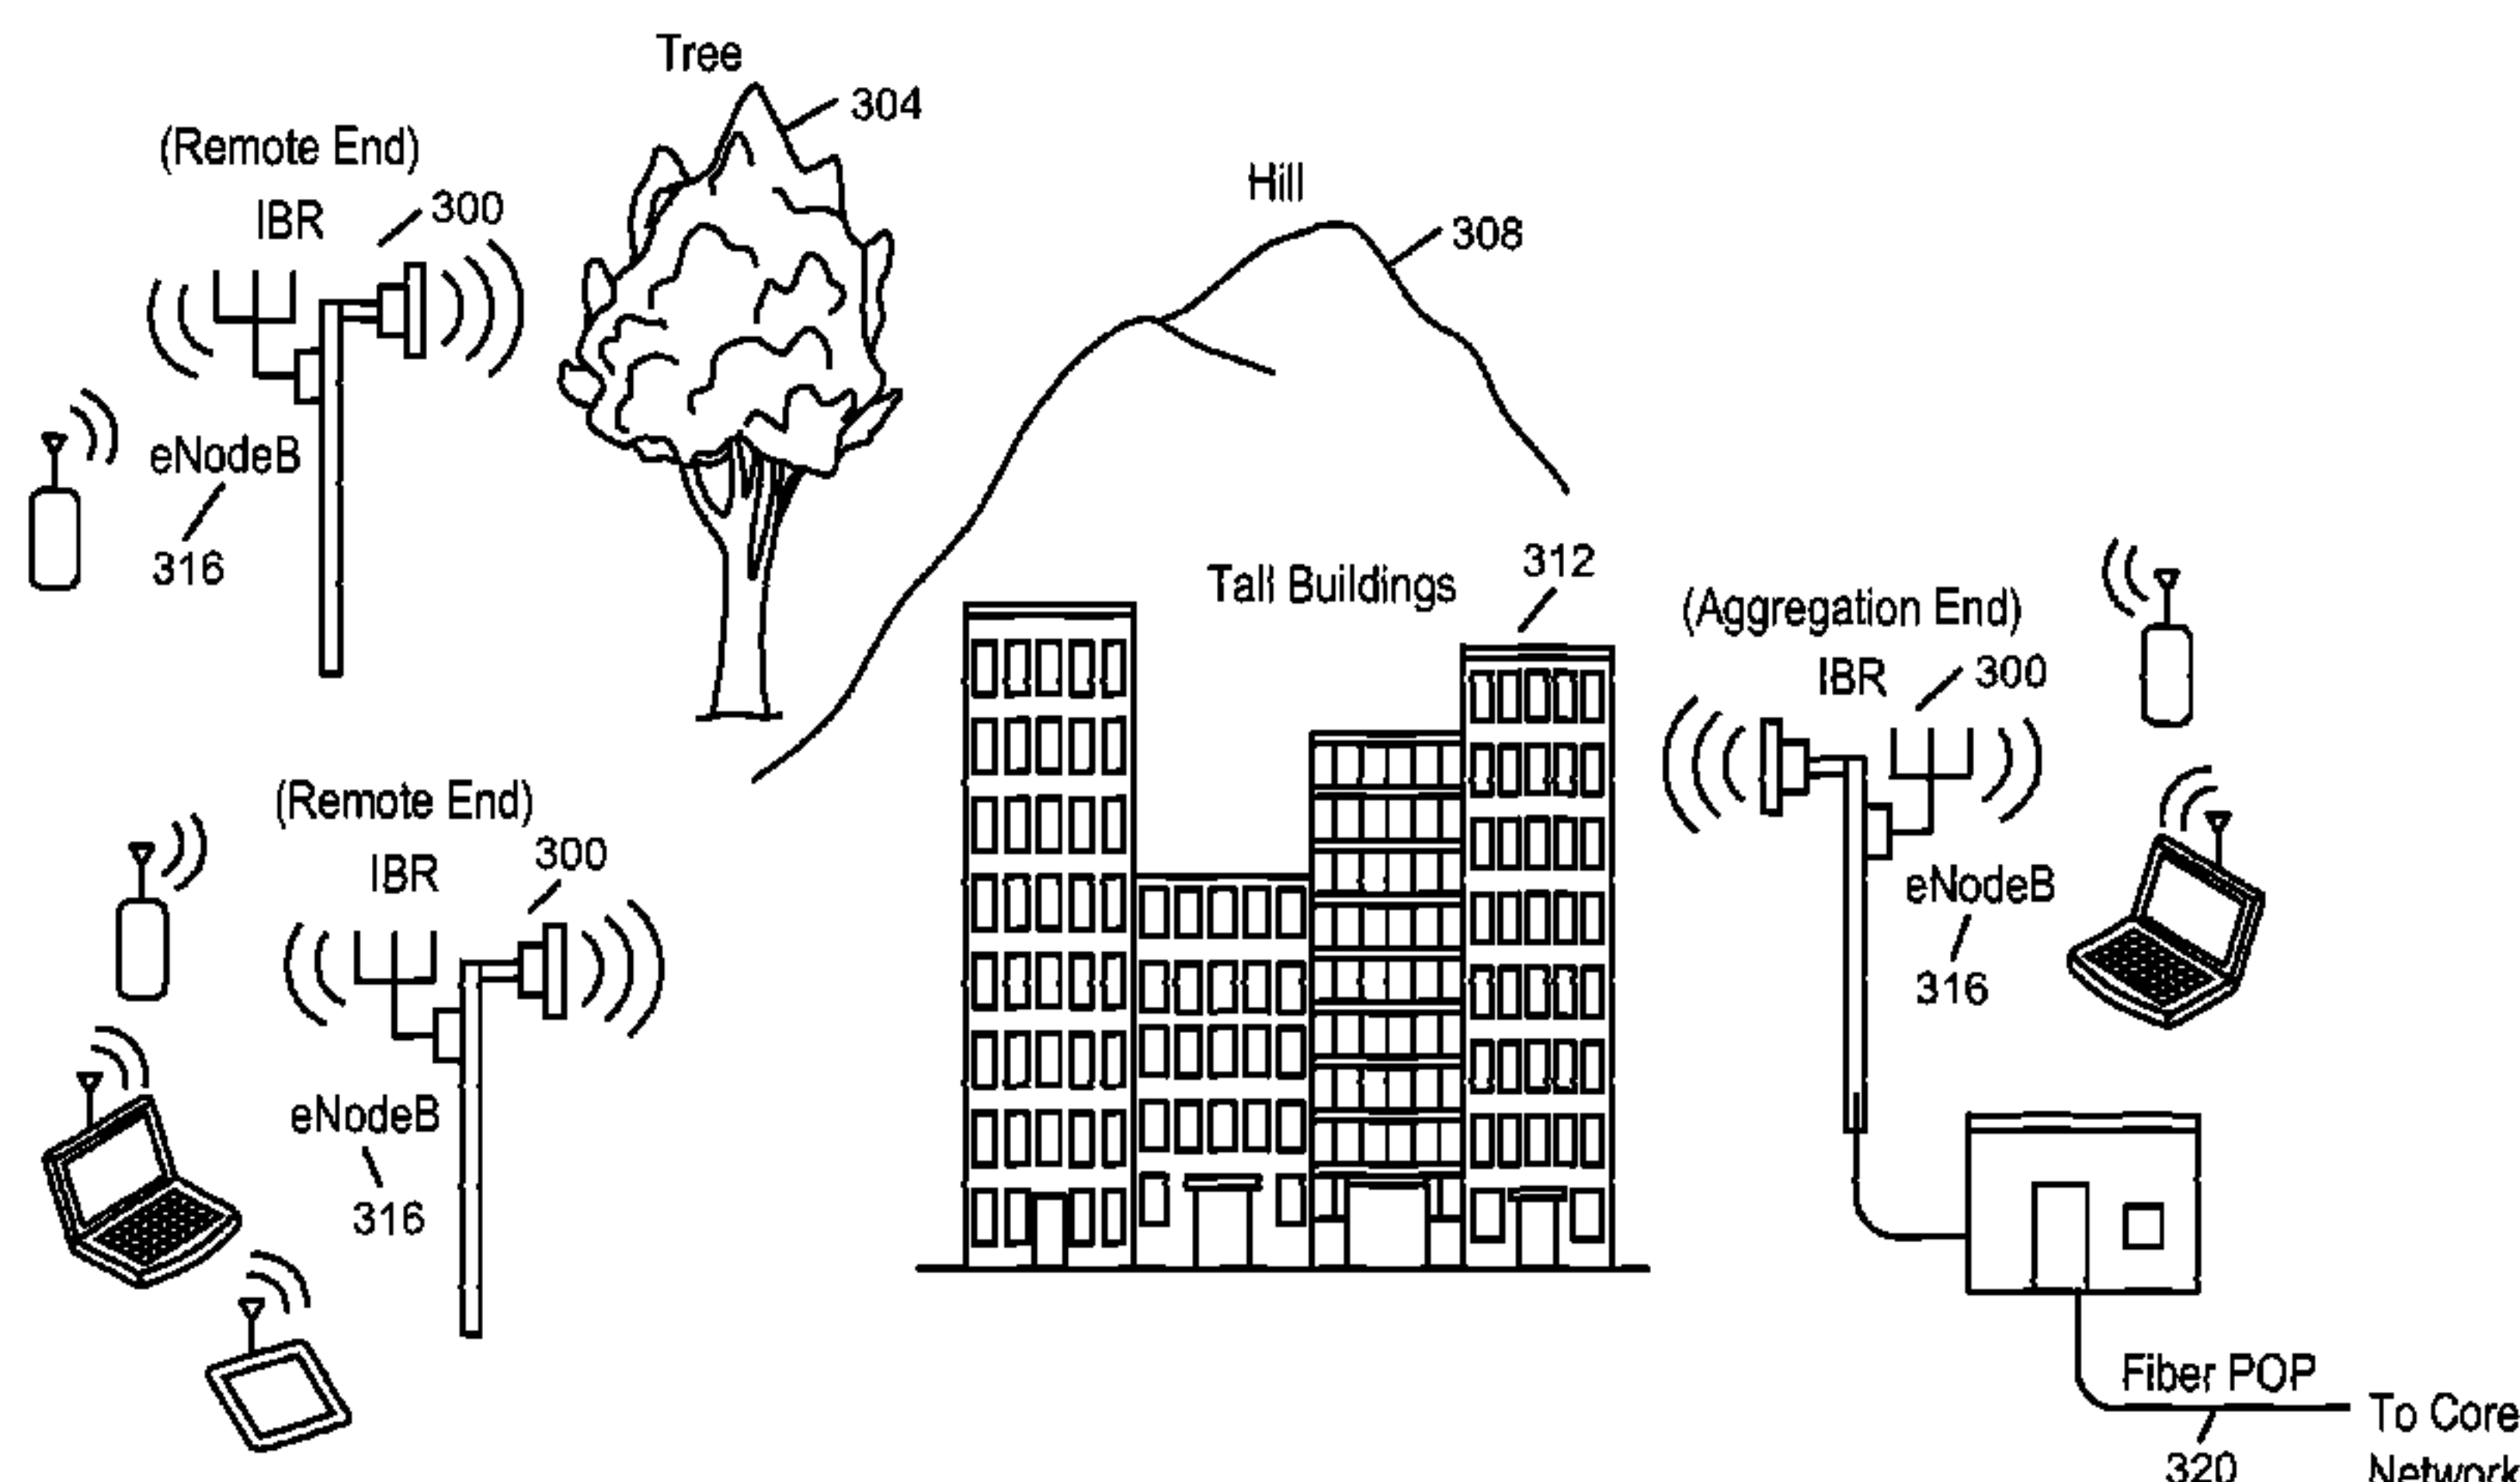 Tree
304
(Remote End)
IBR
300
eNodeB
316
Hill
308
Tall Buildings
312
(Aggregation End)
IBR
300
eNodeB
316
(Remote End)
IBR
300
eNodeB
316
Fiber POP
320
To Core
Network